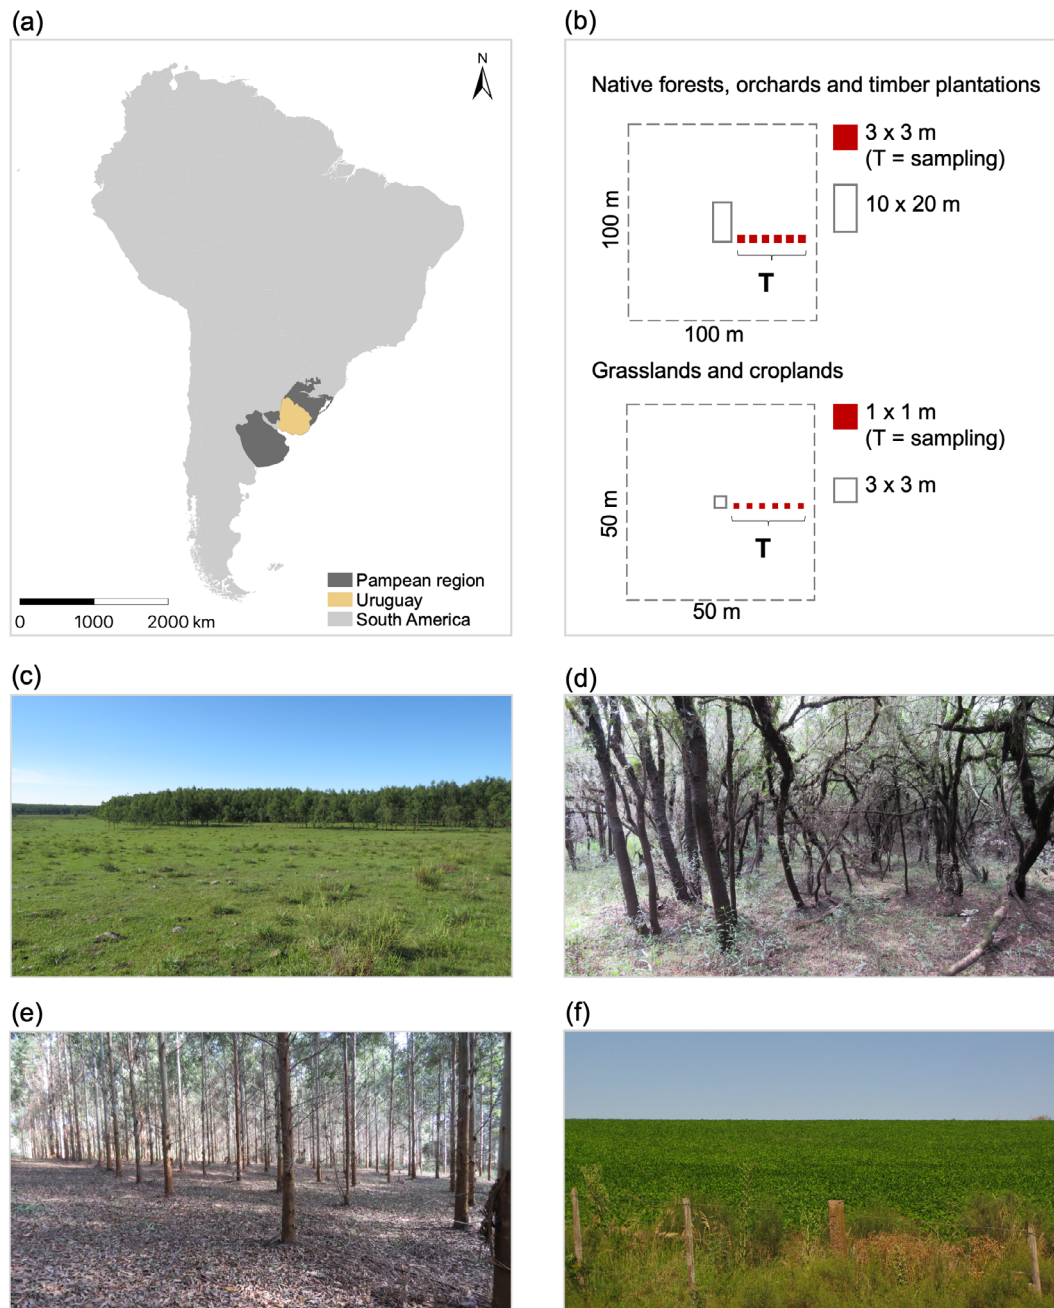 (a)
N
Pampean region
Uruguay
South America
0 1000 2000 km
(b)
Native forests, orchards and timber plantations
3 x 3 m
(T = sampling)
10 x 20 m
100 m
T
100 m
Grasslands and croplands
1 x 1 m
(T = sampling)
3 x 3 m
50 m
T
50 m
(c)
(d)
(e)
(f)